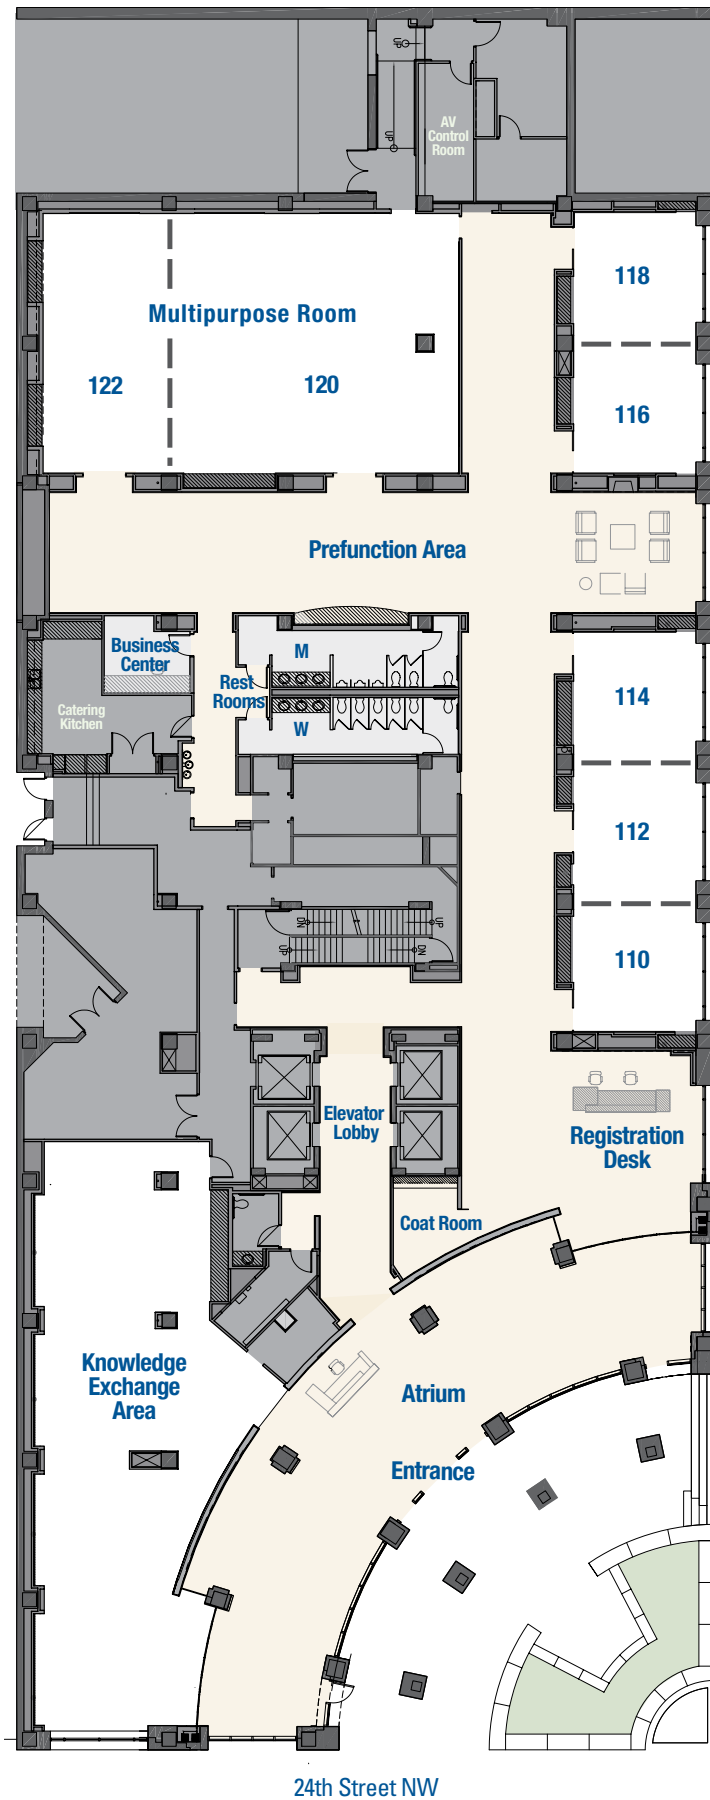 UP
UP
AV
Control
Room
118
Multipurpose Room
122
120
116
Prefunction Area
Business
Center
M
Rest
Rooms
W
114
Catering
Kitchen
112
DN
UP
UP
DN
110
Elevator
Lobby
Registration
Desk
Coat Room
Knowledge
Exchange
Area
Atrium
Entrance
24th Street NW